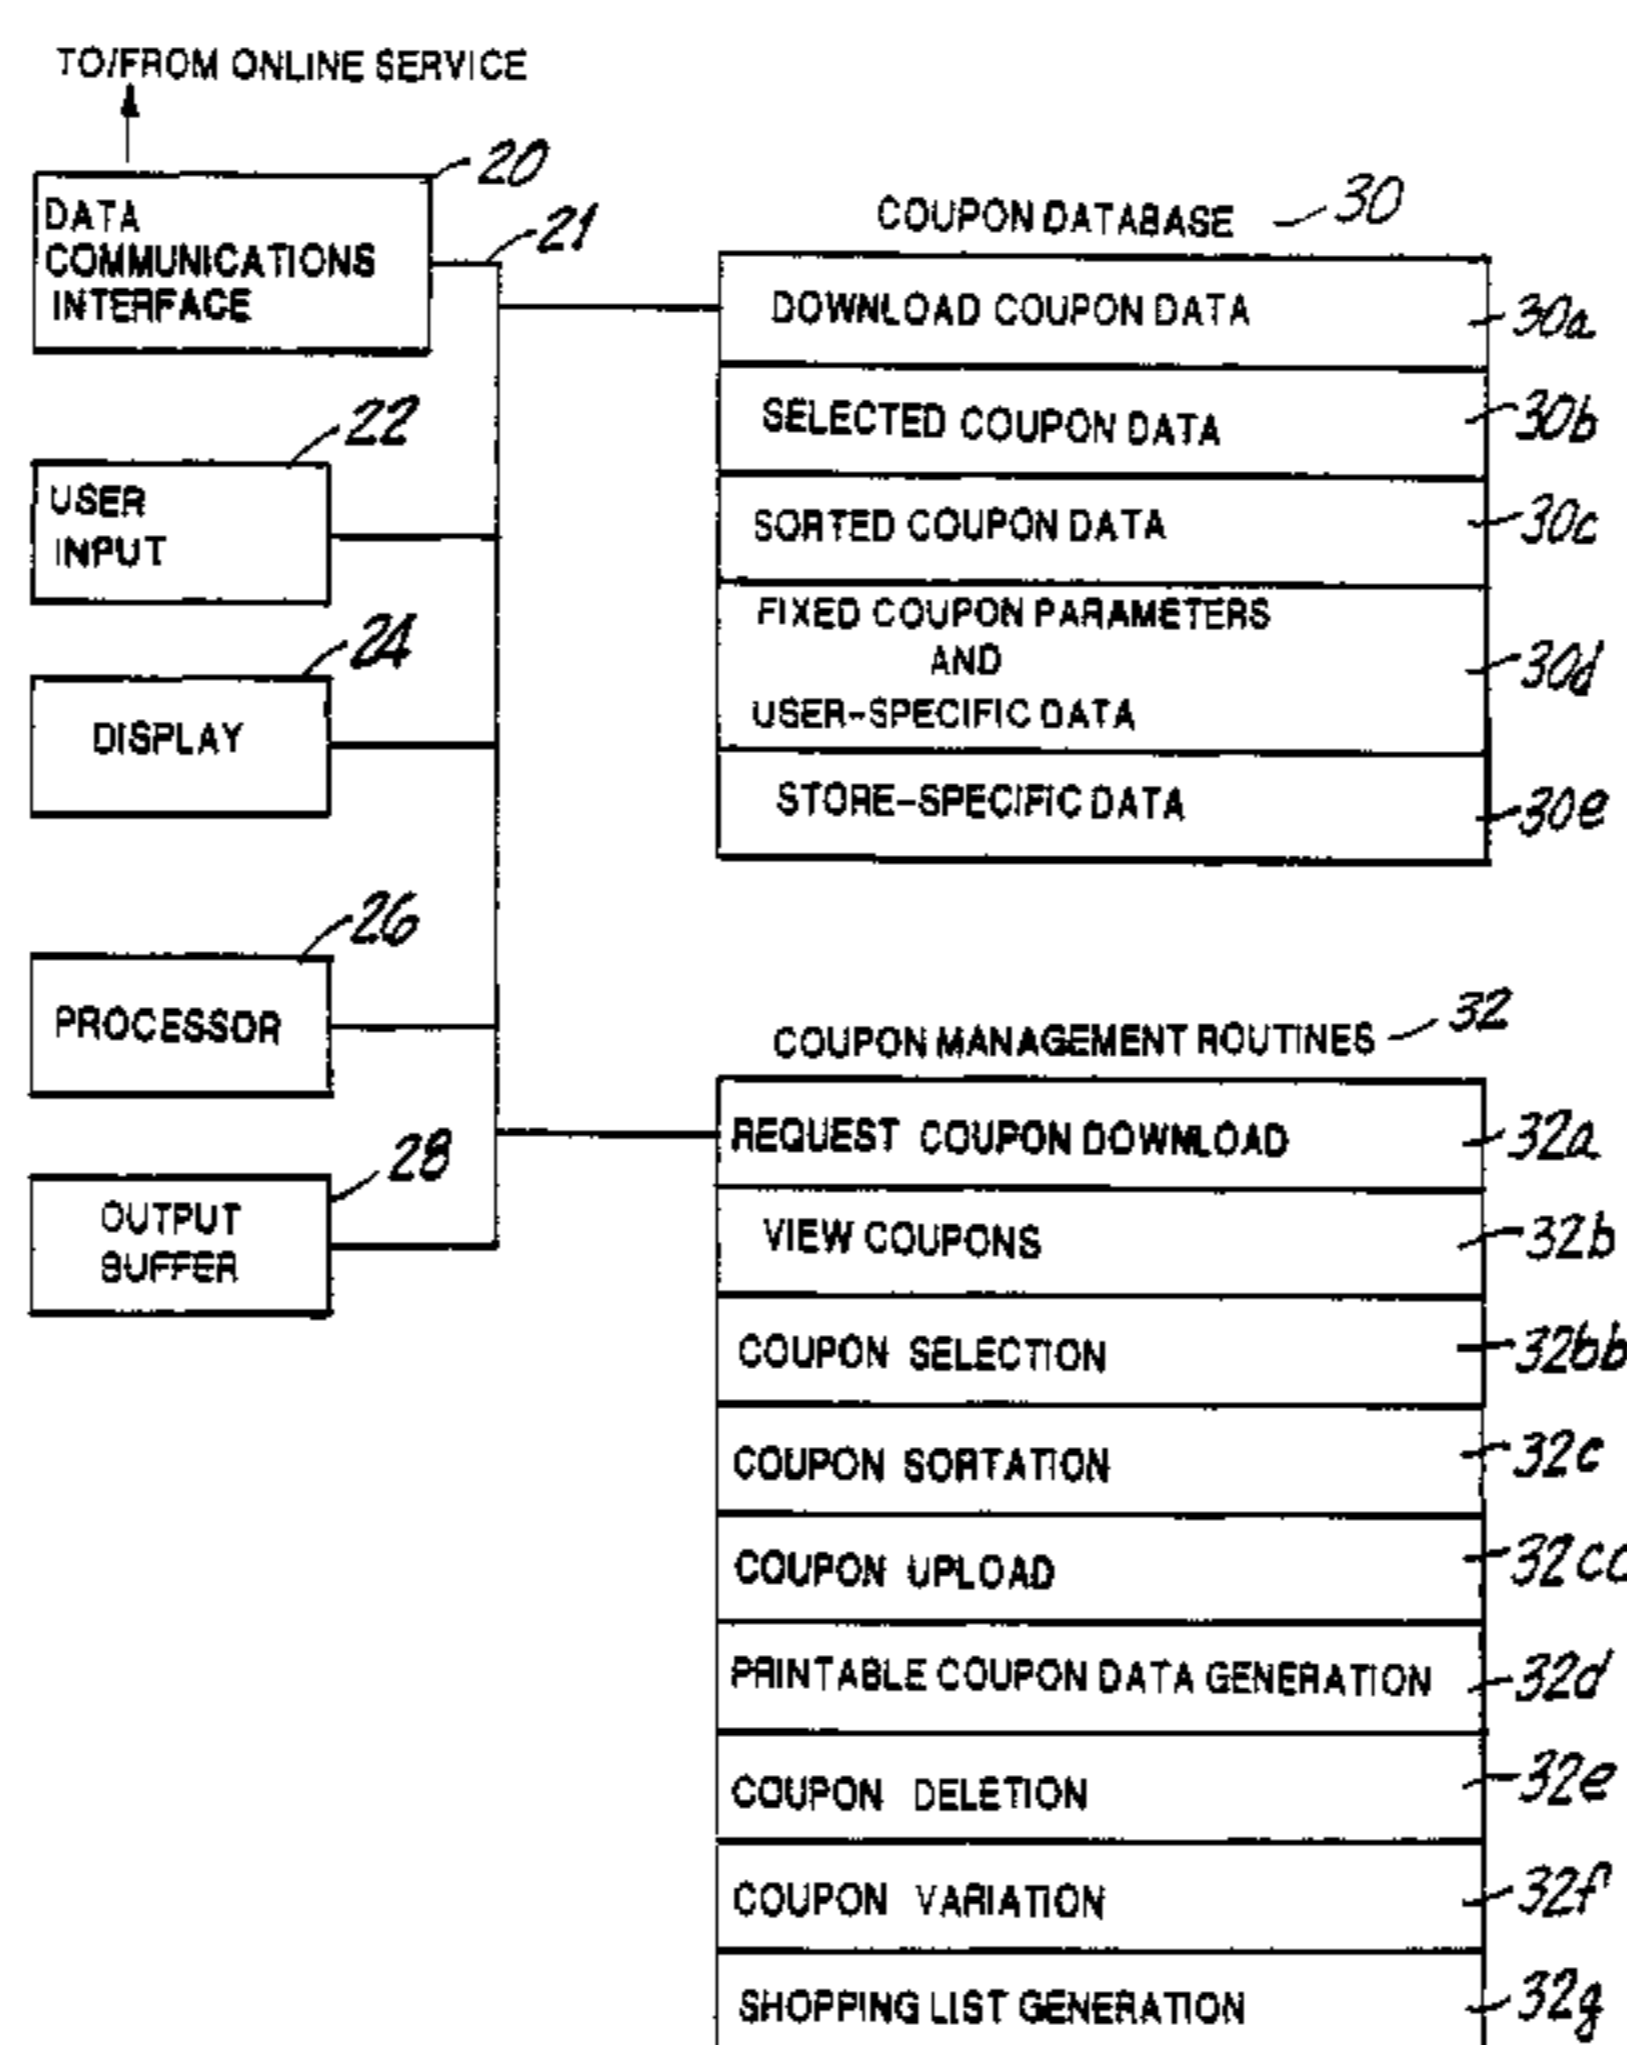 TO/FROM ONLINE SERVICE
20
DATA
COMMUNICATIONS
INTERFACE
21
22
USER
INPUT
24
DISPLAY
26
PROCESSOR
28
OUTPUT
BUFFER
COUPON DATABASE 30
DOWNLOAD COUPON DATA 30a
SELECTED COUPON DATA 30b
SORTED COUPON DATA 30c
FIXED COUPON PARAMETERS
AND 30d
USER-SPECIFIC DATA
STORE-SPECIFIC DATA 30e
COUPON MANAGEMENT ROUTINES 32
REQUEST COUPON DOWNLOAD 32a
VIEW COUPONS 32b
COUPON SELECTION 32bb
COUPON SORTATION 32c
COUPON UPLOAD 32cc
PRINTABLE COUPON DATA GENERATION 32d
COUPON DELETION 32e
COUPON VARIATION 32f
SHOPPING LIST GENERATION 32g